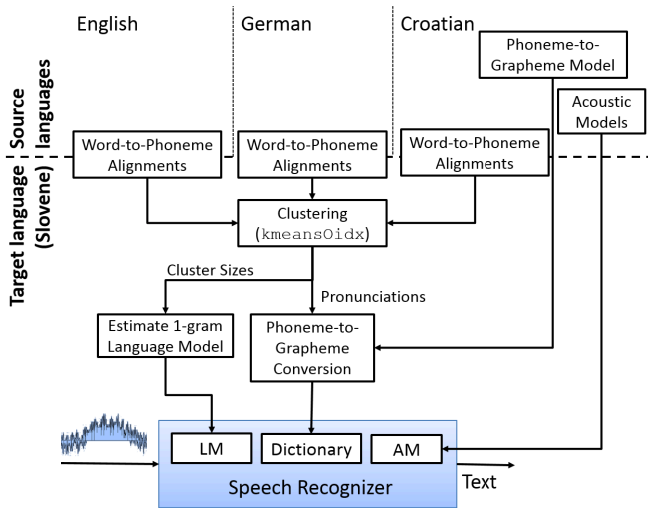 English
German
Croatian
Phoneme-to-
Grapheme Model
Acoustic
Models
Source
languages
Word-to-Phoneme
Alignments
Word-to-Phoneme
Alignments
Word-to-Phoneme
Alignments
Target language
(Slovene)
Clustering
(kmeansOidx)
Cluster Sizes
Pronunciations
Estimate 1-gram
Language Model
Phoneme-to-
Grapheme
Conversion
LM
Dictionary
AM
Speech Recognizer
Text